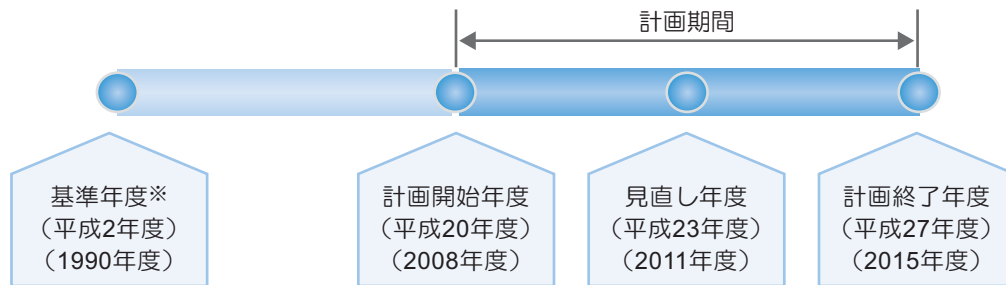 計画期間
基準年度※
（平成2年度）
（1990年度）
計画開始年度
（平成20年度）
（2008年度）
見直し年度
（平成23年度）
（2011年度）
計画終了年度
（平成27年度）
（2015年度）